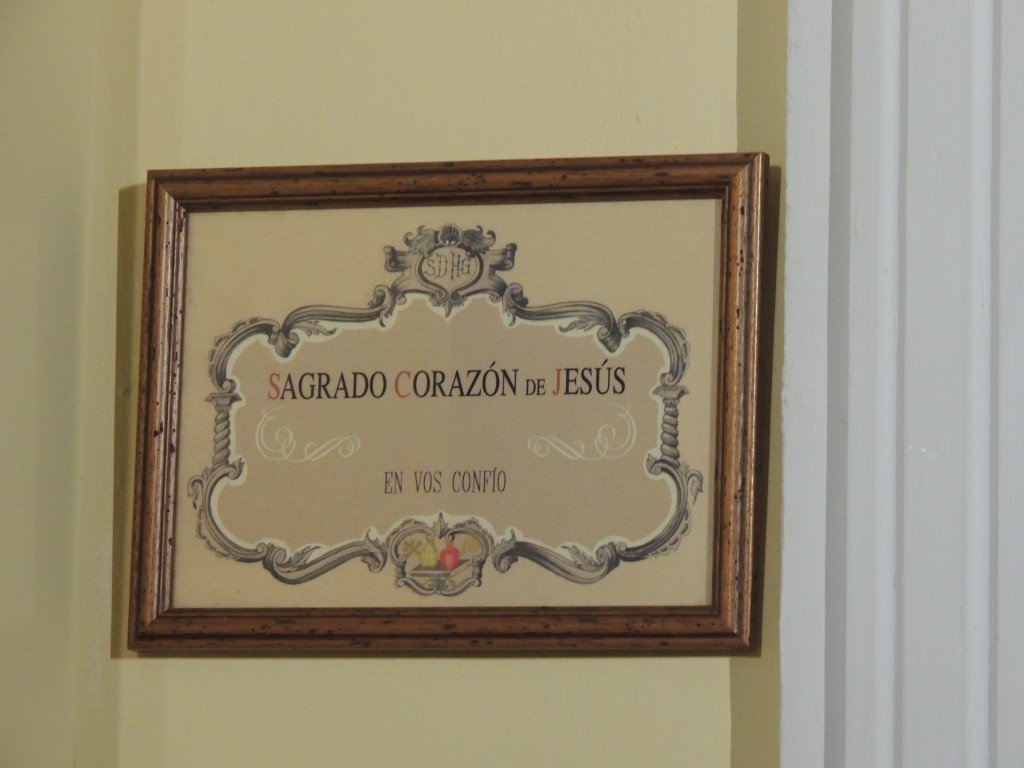 SDHG
SAGRADO CORAZÓN DE JESÚS
EN VOS CONFÍO